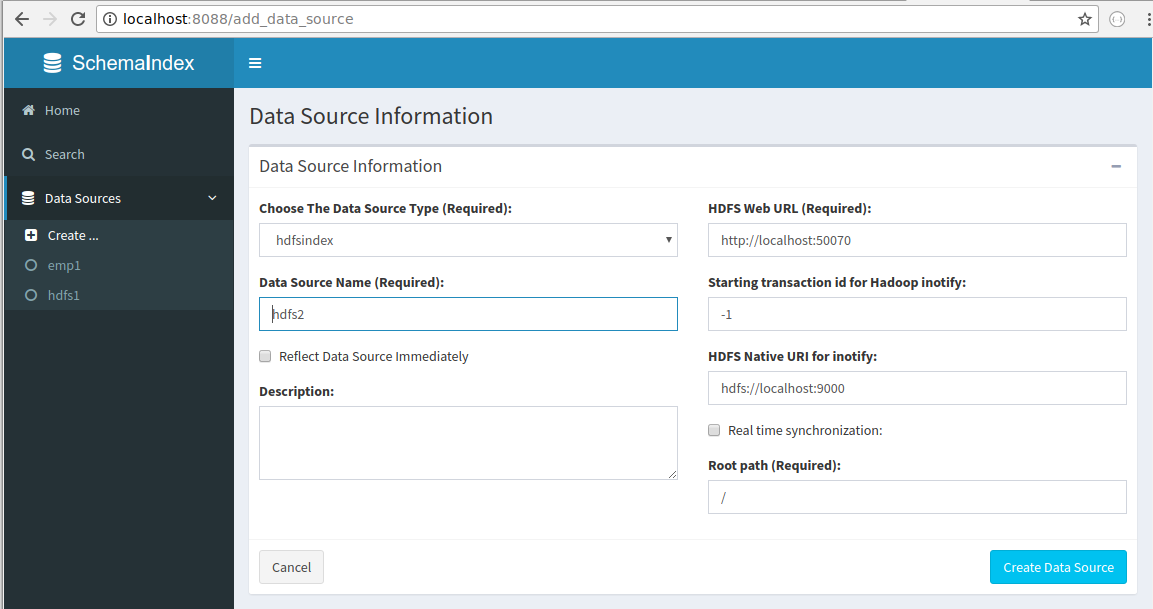 localhost:8088/add_data_source
SchemaIndex
Home
Search
Data Sources
Create ...
emp1
hdfs1
Data Source Information
Data Source Information
Choose The Data Source Type (Required):
hdfsindex
Data Source Name (Required):
hdfs2
Reflect Data Source Immediately
Description:
HDFS Web URL (Required):
http://localhost:50070
Starting transaction id for Hadoop inotify:
-1
HDFS Native URI for inotify:
hdfs://localhost:9000
Real time synchronization:
Root path (Required):
/
Cancel
Create Data Source